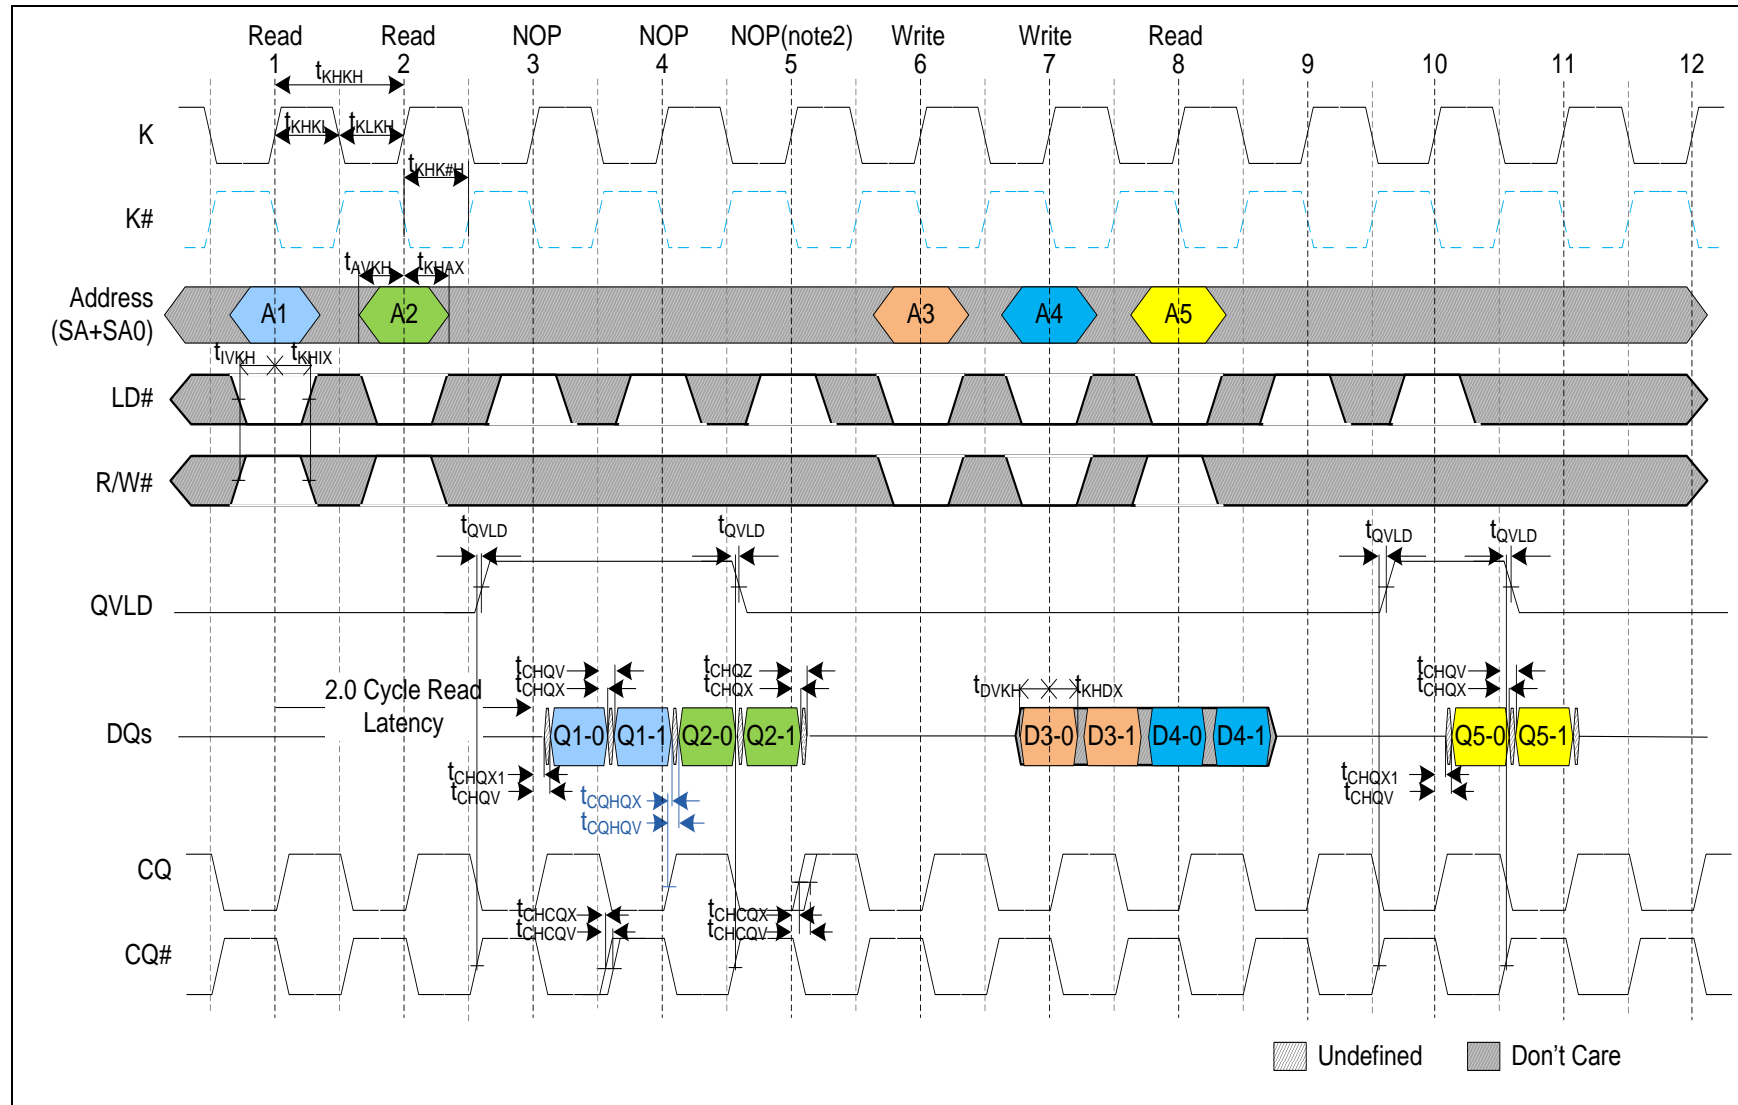 Read Read NOP NOP NOP(note2) Write Write Read
1 2 3 4 5 6 7 8 9 10 11 12
tKHKH
K
tKHKL tKLKH
tKHK#H
K#
tAVKH tKHAX
Address
(SA+SA0)
A1 A2 A3 A4 A5
tIVKH tKHIX
LD#
R/W#
tQVLD tQVLD tQVLD tQVLD
QVLD
tCHQV tCHQZ tCHQV
tCHQX tCHQX tDVKH tKHDX tCHQX
2.0 Cycle Read
Latency
DQs
Q1-0 Q1-1 Q2-0 Q2-1 D3-0 D3-1 D4-0 D4-1 Q5-0 Q5-1
tCHQX1 tCHQX1
tCHQV tCHQV
tCQHQX
tCQHQV
CQ
tCHCQX tCHCQX
tCHCQV tCHCQV
CQ#
Undefined Don't Care